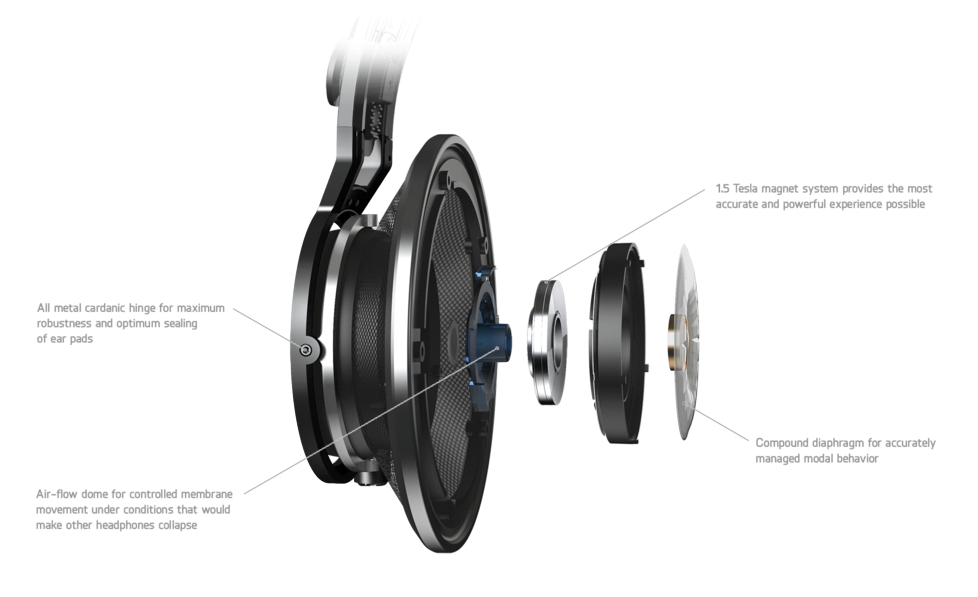 1.5 Tesla magnet system provides the most
accurate and powerful experience possible
All metal cardanic hinge for maximum
robustness and optimum sealing
of ear pads
Compound diaphragm for accurately
managed modal behavior
Air-flow dome for controlled membrane
movement under conditions that would
make other headphones collapse